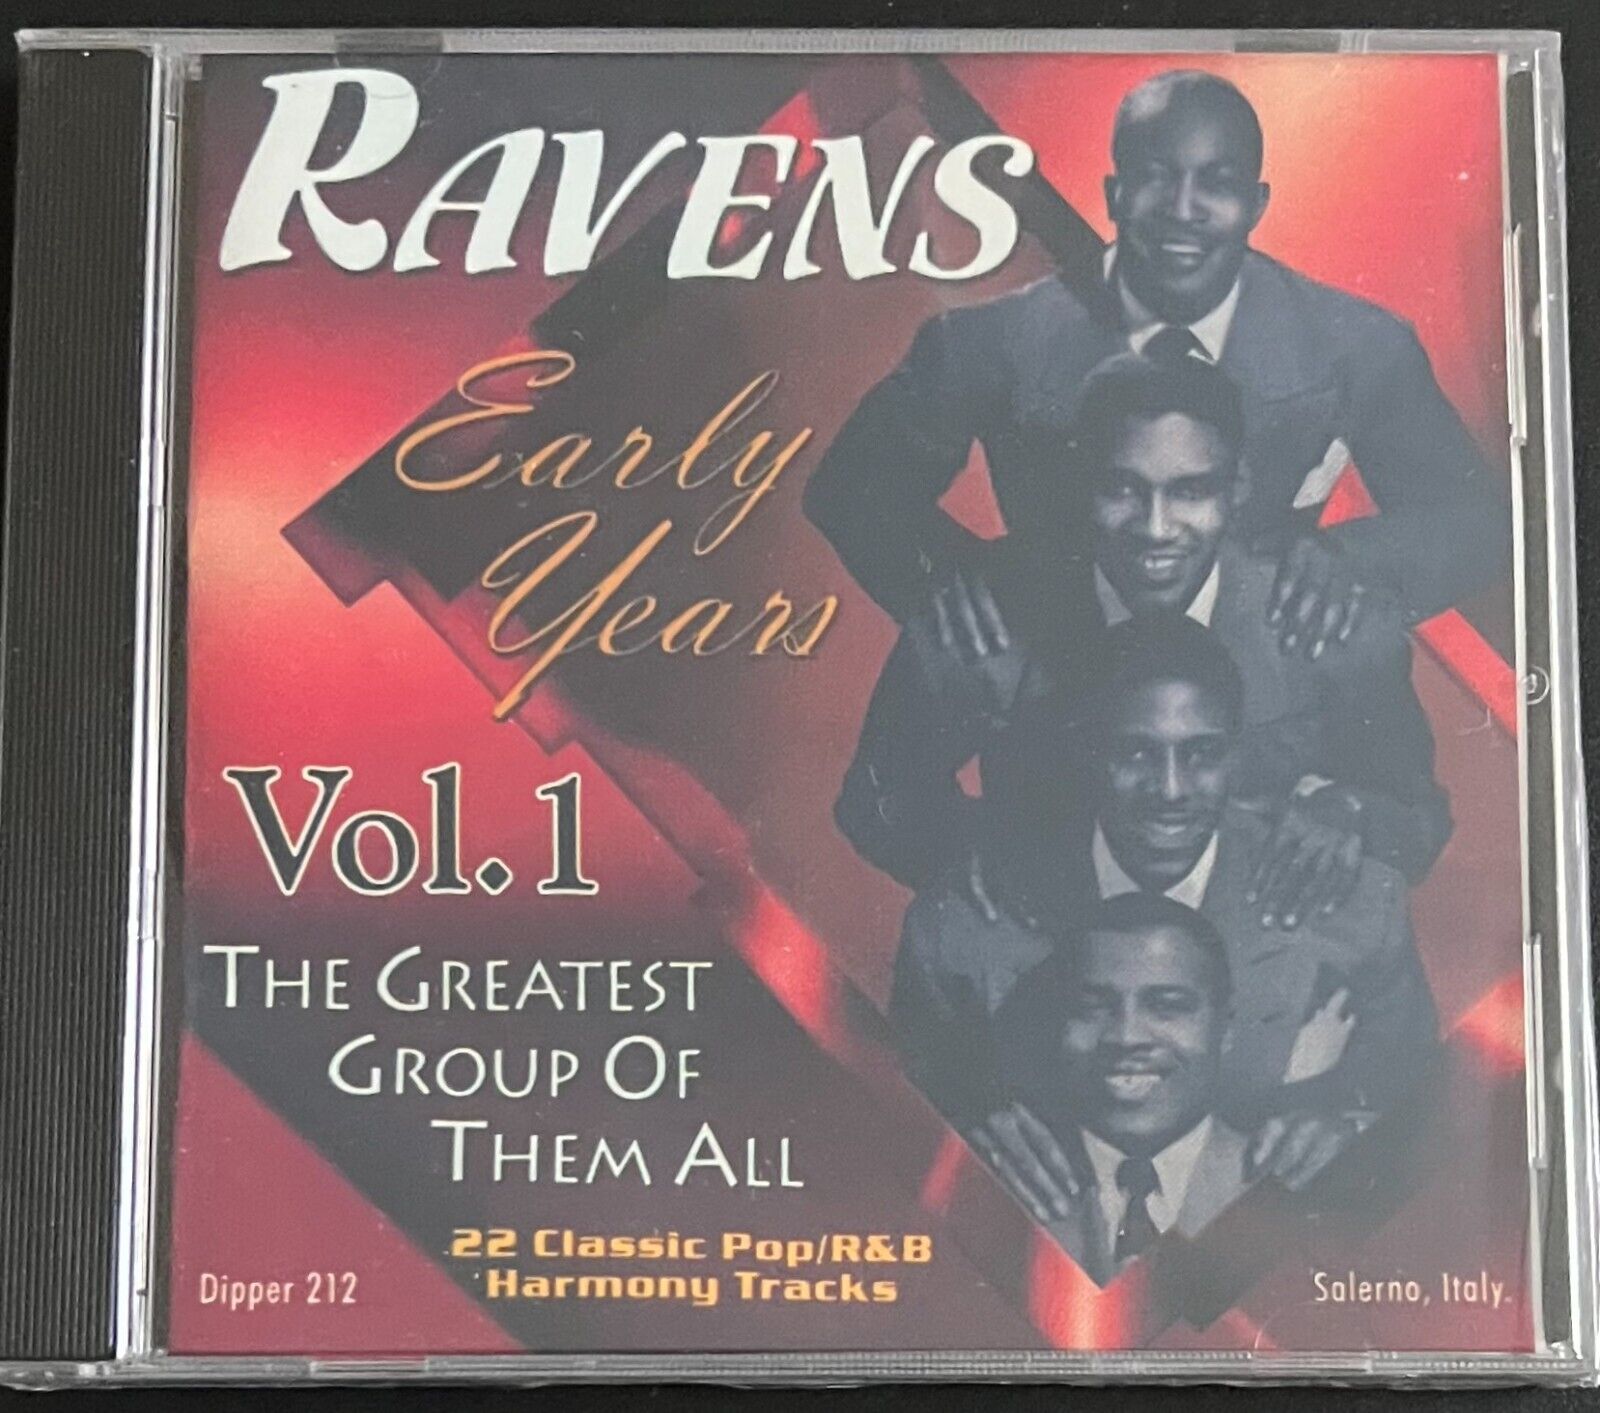 RAVENS
Early
Years
Vol. 1
THE GREATEST
GROUP OF
THEM ALL
22 Classic Pop/R&B
Harmony Tracks
Dipper 212
Salerno, Italy.